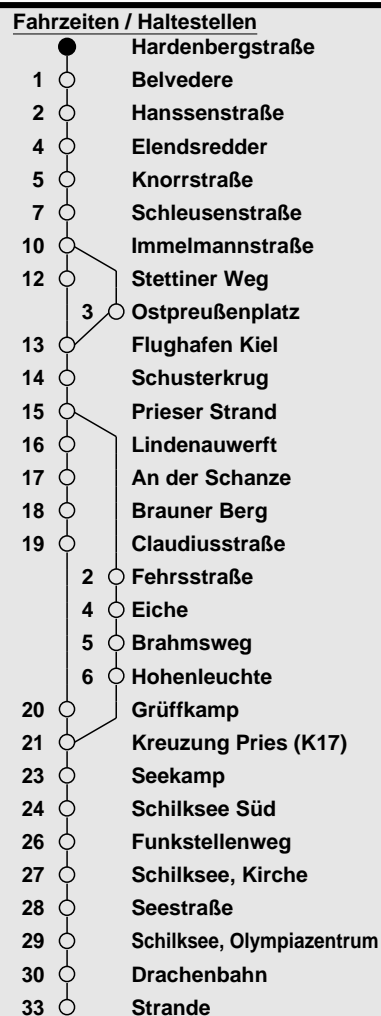 Fahrzeiten / Haltestellen
Hardenbergstraße
1 Belvedere
2 Hanssenstraße
4 Elendsredder
5 Knorrstraße
7 Schleusenstraße
10 Immelmannstraße
12 Stettiner Weg
3 Ostpreußenplatz
13 Flughafen Kiel
14 Schusterkrug
15 Prieser Strand
16 Lindenauwerft
17 An der Schanze
18 Brauner Berg
19 Claudiusstraße
2 Fehrsstraße
4 Eiche
5 Brahmsweg
6 Hohenleuchte
20 Grüffkamp
21 Kreuzung Pries (K17)
23 Seekamp
24 Schilksee Süd
26 Funkstellenweg
27 Schilksee, Kirche
28 Seestraße
29 Schilksee, Olympiazentrum
30 Drachenbahn
33 Strande